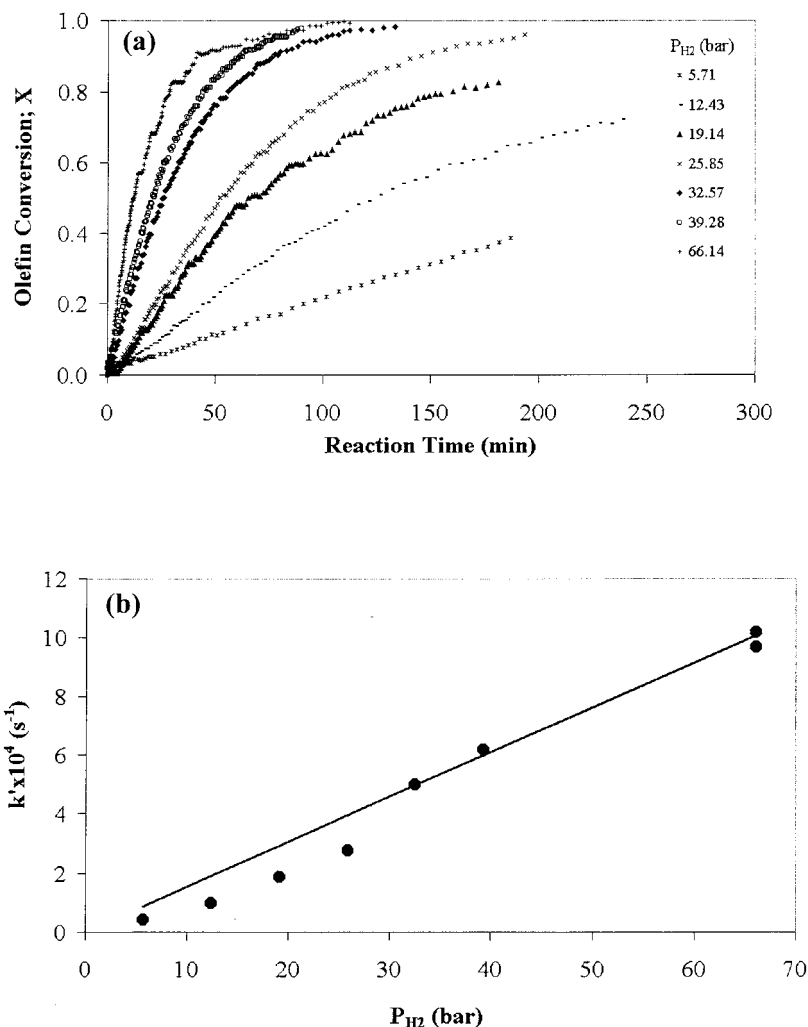 (a)
Olefin Conversion; X
1.0
0.8
0.6
0.4
0.2
0.0
0 50 100 150 200 250 300
Reaction Time (min)
P_H2 (bar)
5.71
12.43
19.14
25.85
32.57
39.28
66.14
(b)
k'x10⁴ (s⁻¹)
12
10
8
6
4
2
0
0 10 20 30 40 50 60 70
P_H2 (bar)